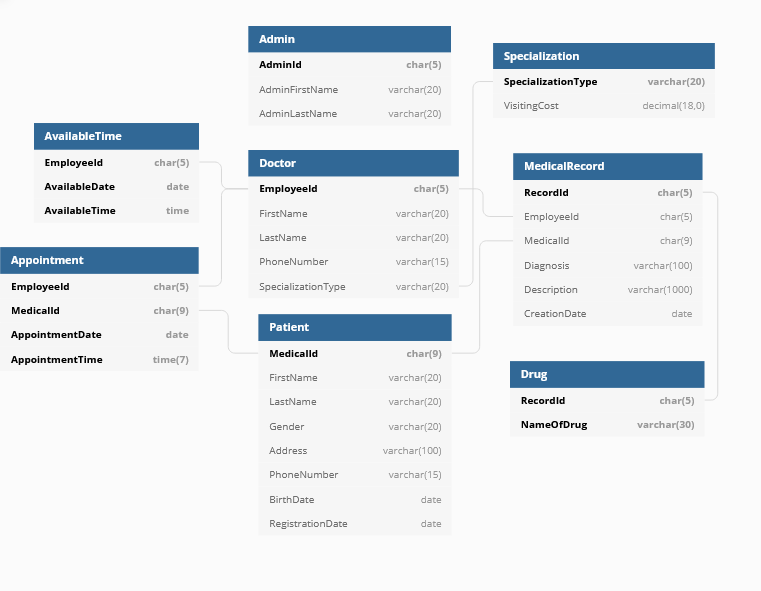 Admin
AdminId char(5)
AdminFirstName varchar(20)
AdminLastName varchar(20)
Specialization
SpecializationType varchar(20)
VisitingCost decimal(18,0)
AvailableTime
EmployeeId char(5)
AvailableDate date
AvailableTime time
Doctor
EmployeeId char(5)
FirstName varchar(20)
LastName varchar(20)
PhoneNumber varchar(15)
SpecializationType varchar(20)
MedicalRecord
RecordId char(5)
EmployeeId char(5)
MedicalId char(9)
Diagnosis varchar(100)
Description varchar(1000)
CreationDate date
Appointment
EmployeeId char(5)
MedicalId char(9)
AppointmentDate date
AppointmentTime time(7)
Patient
MedicalId char(9)
FirstName varchar(20)
LastName varchar(20)
Gender varchar(20)
Address varchar(100)
PhoneNumber varchar(15)
BirthDate date
RegistrationDate date
Drug
RecordId char(5)
NameOfDrug varchar(30)